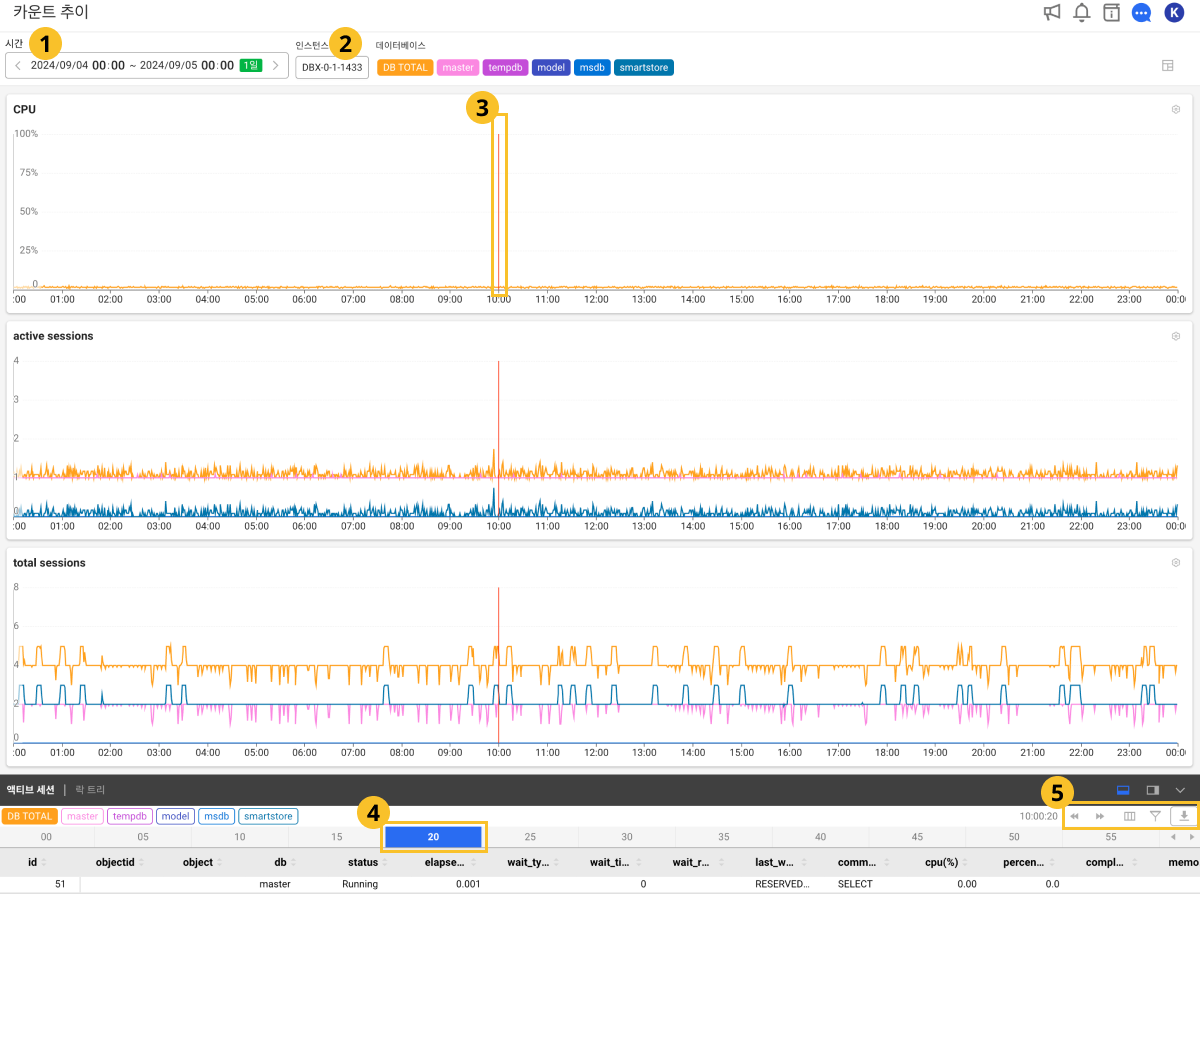 카운트 추이
K
시간 1 인스턴스 2 데이터베이스
2024/09/04 00:00 ~ 2024/09/05 00:00 1일 DBX-0-1-1433 DB TOTAL master tempdb model msdb smartstore
3
CPU
100%
75%
50%
25%
0
:00 01:00 02:00 03:00 04:00 05:00 06:00 07:00 08:00 09:00 10:00 11:00 12:00 13:00 14:00 15:00 16:00 17:00 18:00 19:00 20:00 21:00 22:00 23:00 00:0
active sessions
4
3
2
1
0
:00 01:00 02:00 03:00 04:00 05:00 06:00 07:00 08:00 09:00 10:00 11:00 12:00 13:00 14:00 15:00 16:00 17:00 18:00 19:00 20:00 21:00 22:00 23:00 00:0
total sessions
8
6
4
2
0
:00 01:00 02:00 03:00 04:00 05:00 06:00 07:00 08:00 09:00 10:00 11:00 12:00 13:00 14:00 15:00 16:00 17:00 18:00 19:00 20:00 21:00 22:00 23:00 00:0
액티브 세션 | 락 트리
4 5
DB TOTAL master tempdb model msdb smartstore 10:00:20
00 05 10 15 20 25 30 35 40 45 50 55
id objectid object db status elapse... wait_ty... wait_ti... wait_r... last_w... comm... cpu(%) percen... compl... memo
51 master Running 0.001 0 RESERVED... SELECT 0.00 0.0